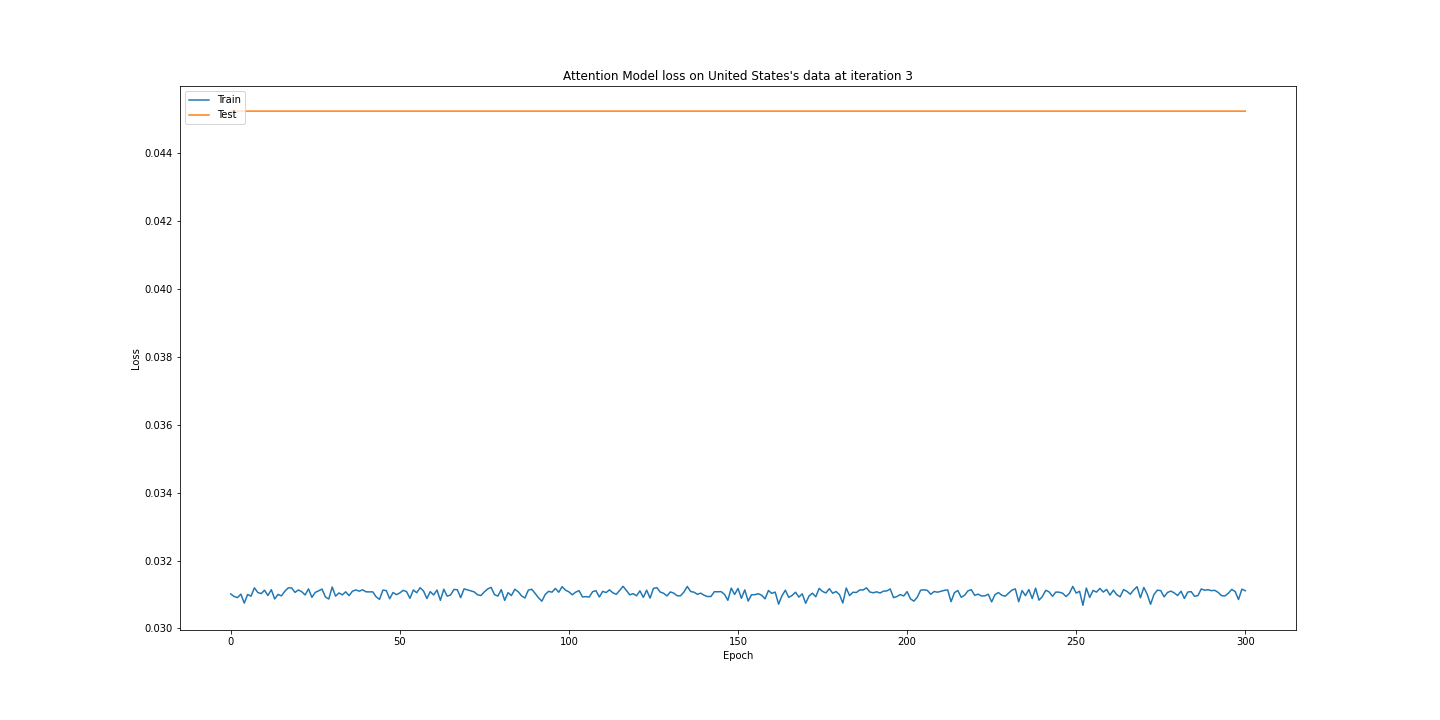 Attention Model loss on United States's data at iteration 3
Train
Test
0.044
0.042
0.040
0.038
0.036
0.034
0.032
0.030
Loss
0 50 100 150 200 250 300
Epoch